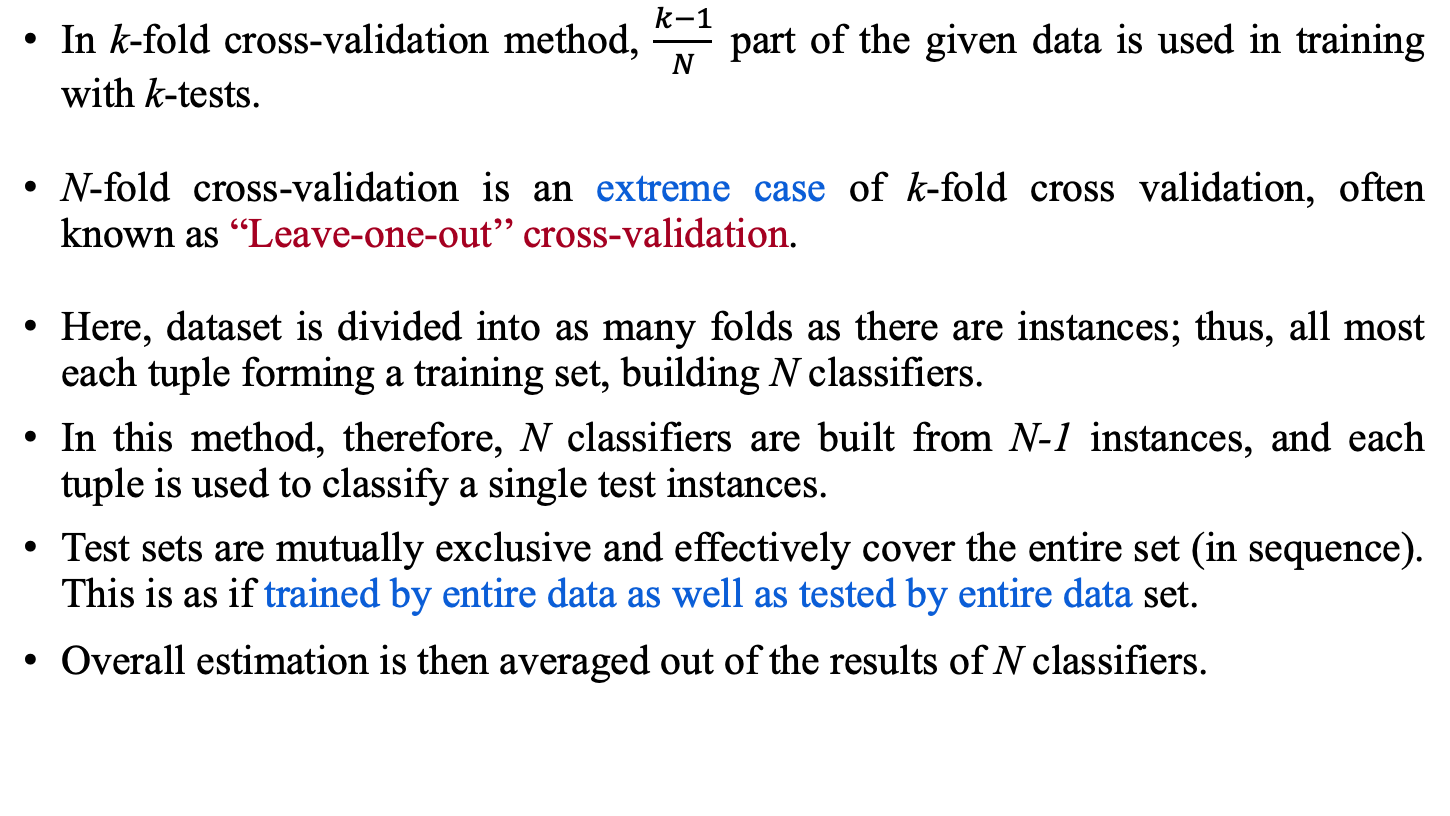 • In k-fold cross-validation method, \frac{k-1}{N} part of the given data is used in training
with k-tests.
• N-fold cross-validation is an extreme case of k-fold cross validation, often
known as “Leave-one-out” cross-validation.
• Here, dataset is divided into as many folds as there are instances; thus, all most
each tuple forming a training set, building N classifiers.
• In this method, therefore, N classifiers are built from N-1 instances, and each
tuple is used to classify a single test instances.
• Test sets are mutually exclusive and effectively cover the entire set (in sequence).
This is as if trained by entire data as well as tested by entire data set.
• Overall estimation is then averaged out of the results of N classifiers.